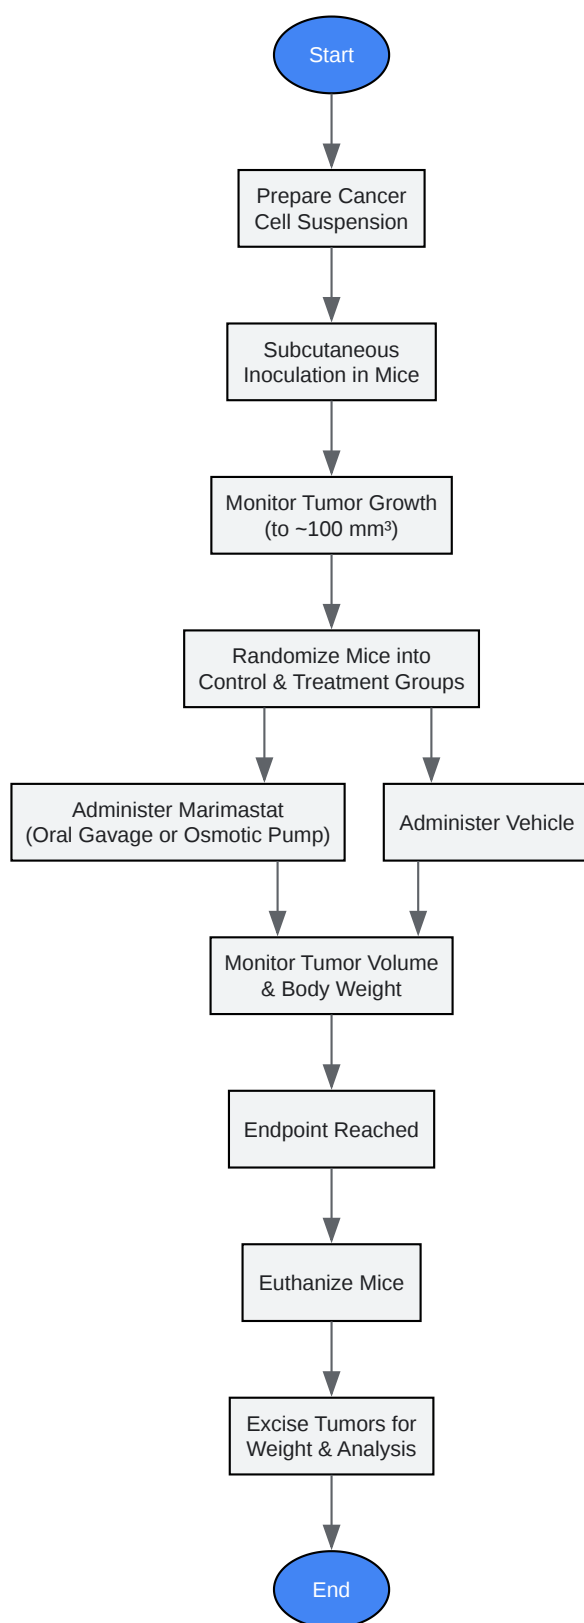 Start
Prepare Cancer
Cell Suspension
Subcutaneous
Inoculation in Mice
Monitor Tumor Growth
(to ~100 mm³)
Randomize Mice into
Control & Treatment Groups
Administer Marimastat
(Oral Gavage or Osmotic Pump)
Administer Vehicle
Monitor Tumor Volume
& Body Weight
Endpoint Reached
Euthanize Mice
Excise Tumors for
Weight & Analysis
End